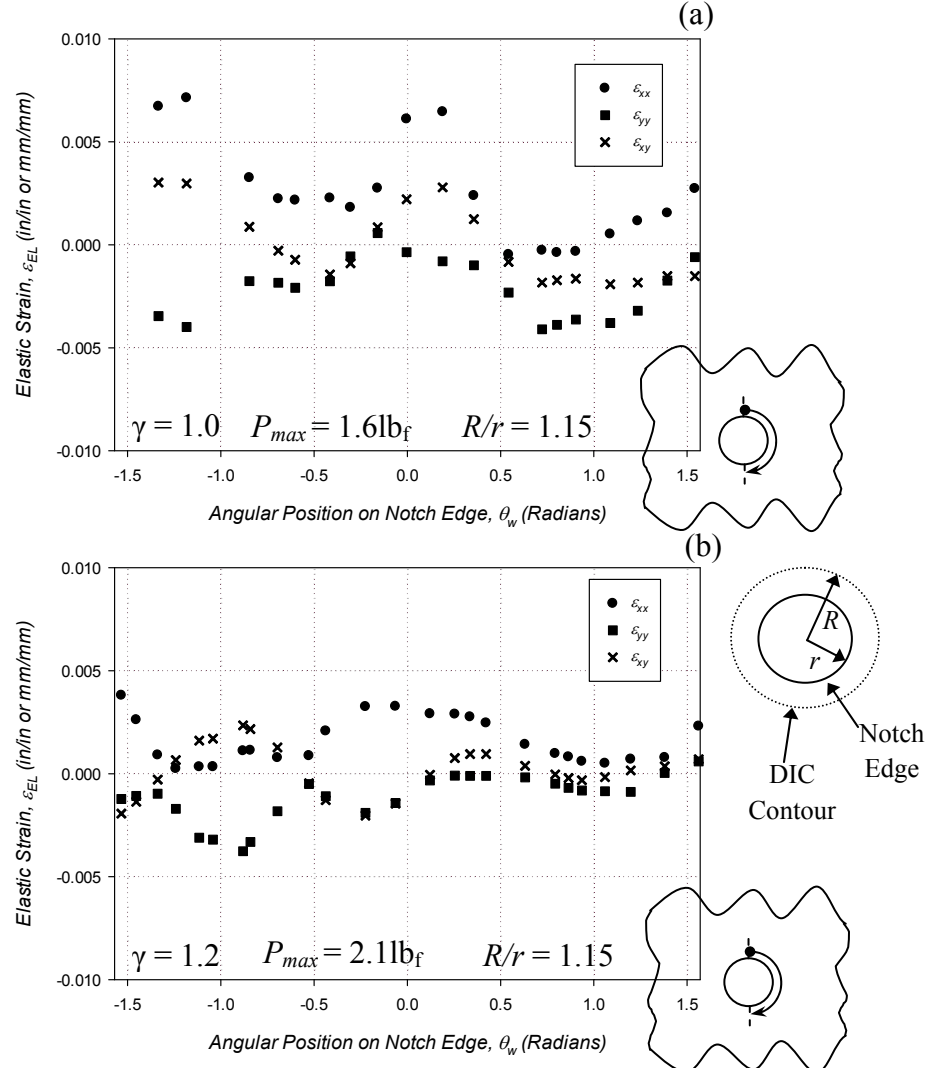 (a)
0.010
0.005
0.000
-0.005
-0.010
Elastic Strain, εEL (in/in or mm/mm)
εxx
εyy
εxy
γ = 1.0 Pmax = 1.6lbf R/r = 1.15
-1.5 -1.0 -0.5 0.0 0.5 1.0 1.5
Angular Position on Notch Edge, θw (Radians)
(b)
0.010
0.005
0.000
-0.005
-0.010
Elastic Strain, εEL (in/in or mm/mm)
εxx
εyy
εxy
R
r
Notch
Edge
DIC
Contour
γ = 1.2 Pmax = 2.1lbf R/r = 1.15
-1.5 -1.0 -0.5 0.0 0.5 1.0 1.5
Angular Position on Notch Edge, θw (Radians)